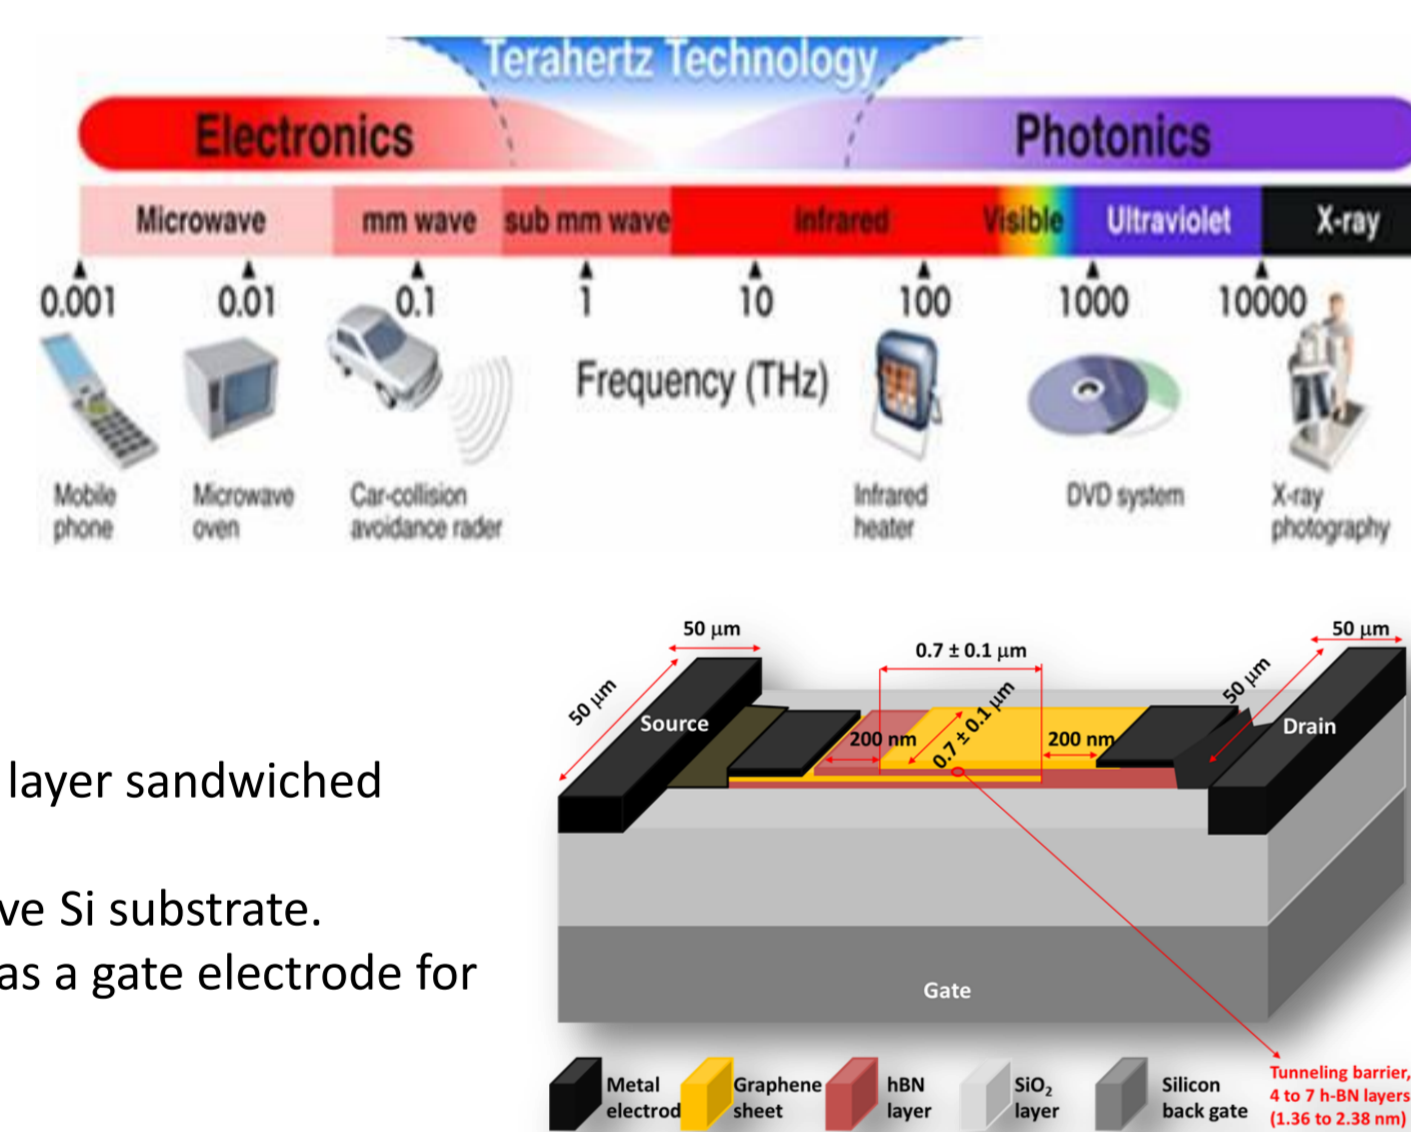 Terahertz Technology
Electronics
Photonics
Microwave
mm wave
sub mm wave
Infrared
Visible
Ultraviolet
X-ray
0.001
0.01
0.1
1
10
100
1000
10000
Frequency (THz)
Mobile
phone
Microwave
oven
Car-collision
avoidance rader
Infrared
heater
DVD system
X-ray
photography
layer sandwiched
ve Si substrate.
as a gate electrode for
50 μm
50 μm
Source
0.7 ± 0.1 μm
200 nm
0.7 ± 0.1 μm
200 nm
50 μm
50 μm
Drain
Gate
Metal
electrod
Graphene
sheet
hBN
layer
SiO₂
layer
Silicon
back gate
Tunneling barrier,
4 to 7 h-BN layers
(1.36 to 2.38 nm)